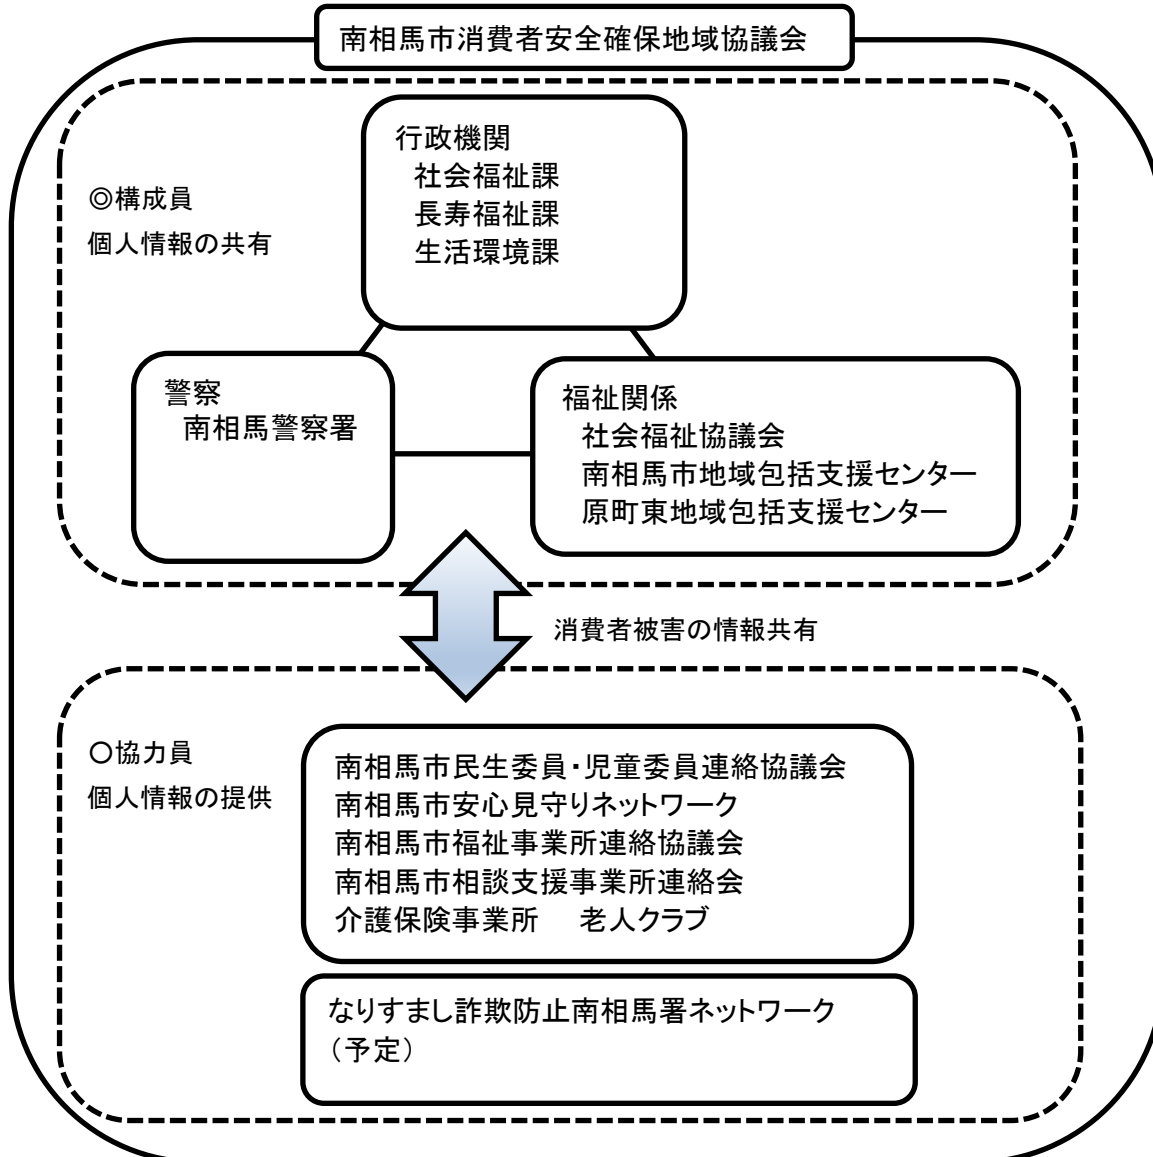 南相馬市消費者安全確保地域協議会
◎構成員
個人情報の共有
行政機関
社会福祉課
長寿福祉課
生活環境課
警察
南相馬警察署
福祉関係
社会福祉協議会
南相馬市地域包括支援センター
原町東地域包括支援センター
消費者被害の情報共有
〇協力員
個人情報の提供
南相馬市民生委員・児童委員連絡協議会
南相馬市安心見守りネットワーク
南相馬市福祉事業所連絡協議会
南相馬市相談支援事業所連絡会
介護保険事業所　老人クラブ
なりすまし詐欺防止南相馬署ネットワーク
（予定）